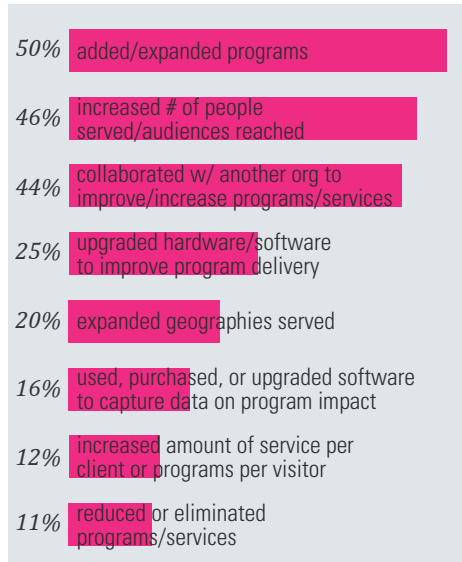 50% added/expanded programs
46% increased # of people
served/audiences reached
44% collaborated w/ another org to
improve/increase programs/services
25% upgraded hardware/software
to improve program delivery
20% expanded geographies served
16% used, purchased, or upgraded software
to capture data on program impact
12% increased amount of service per
client or programs per visitor
11% reduced or eliminated
programs/services